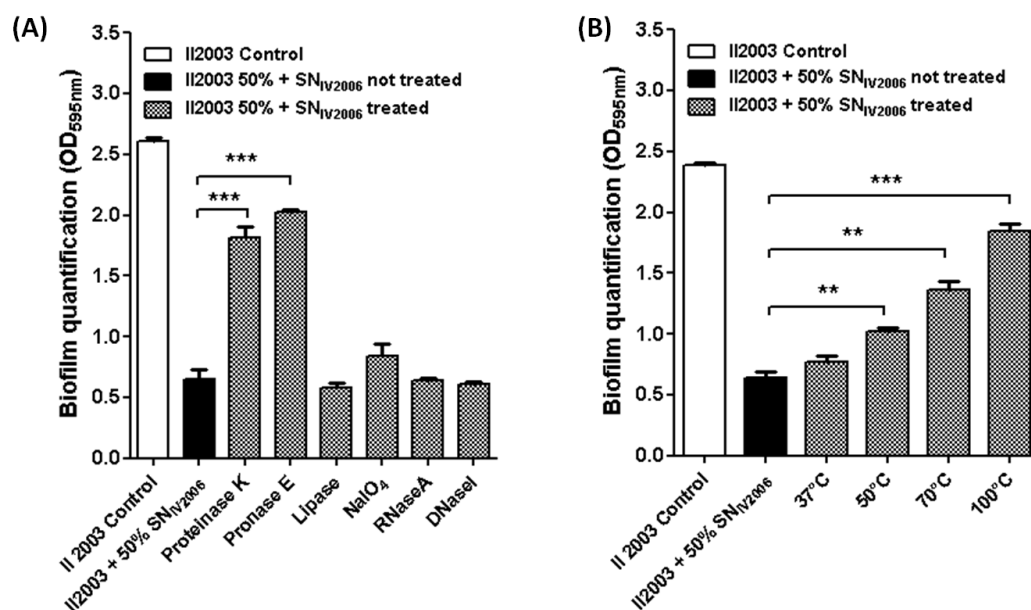 (A)
Biofilm quantification (OD595nm)
3.5
3.0
2.5
2.0
1.5
1.0
0.5
0.0
II2003 Control
II2003 50% + SNIV2006 not treated
II2003 50% + SNIV2006 treated
***
***
II 2003 Control
II2003 + 50% SNIV2006
Proteinase K
Pronase E
Lipase
NaIO4
RNaseA
DNaseI
(B)
Biofilm quantification (OD595nm)
3.5
3.0
2.5
2.0
1.5
1.0
0.5
0.0
II2003 Control
II2003 + 50% SNIV2006 not treated
II2003 + 50% SNIV2006 treated
***
**
**
II 2003 Control
II2003 + 50% SNIV2006
37°C
50°C
70°C
100°C